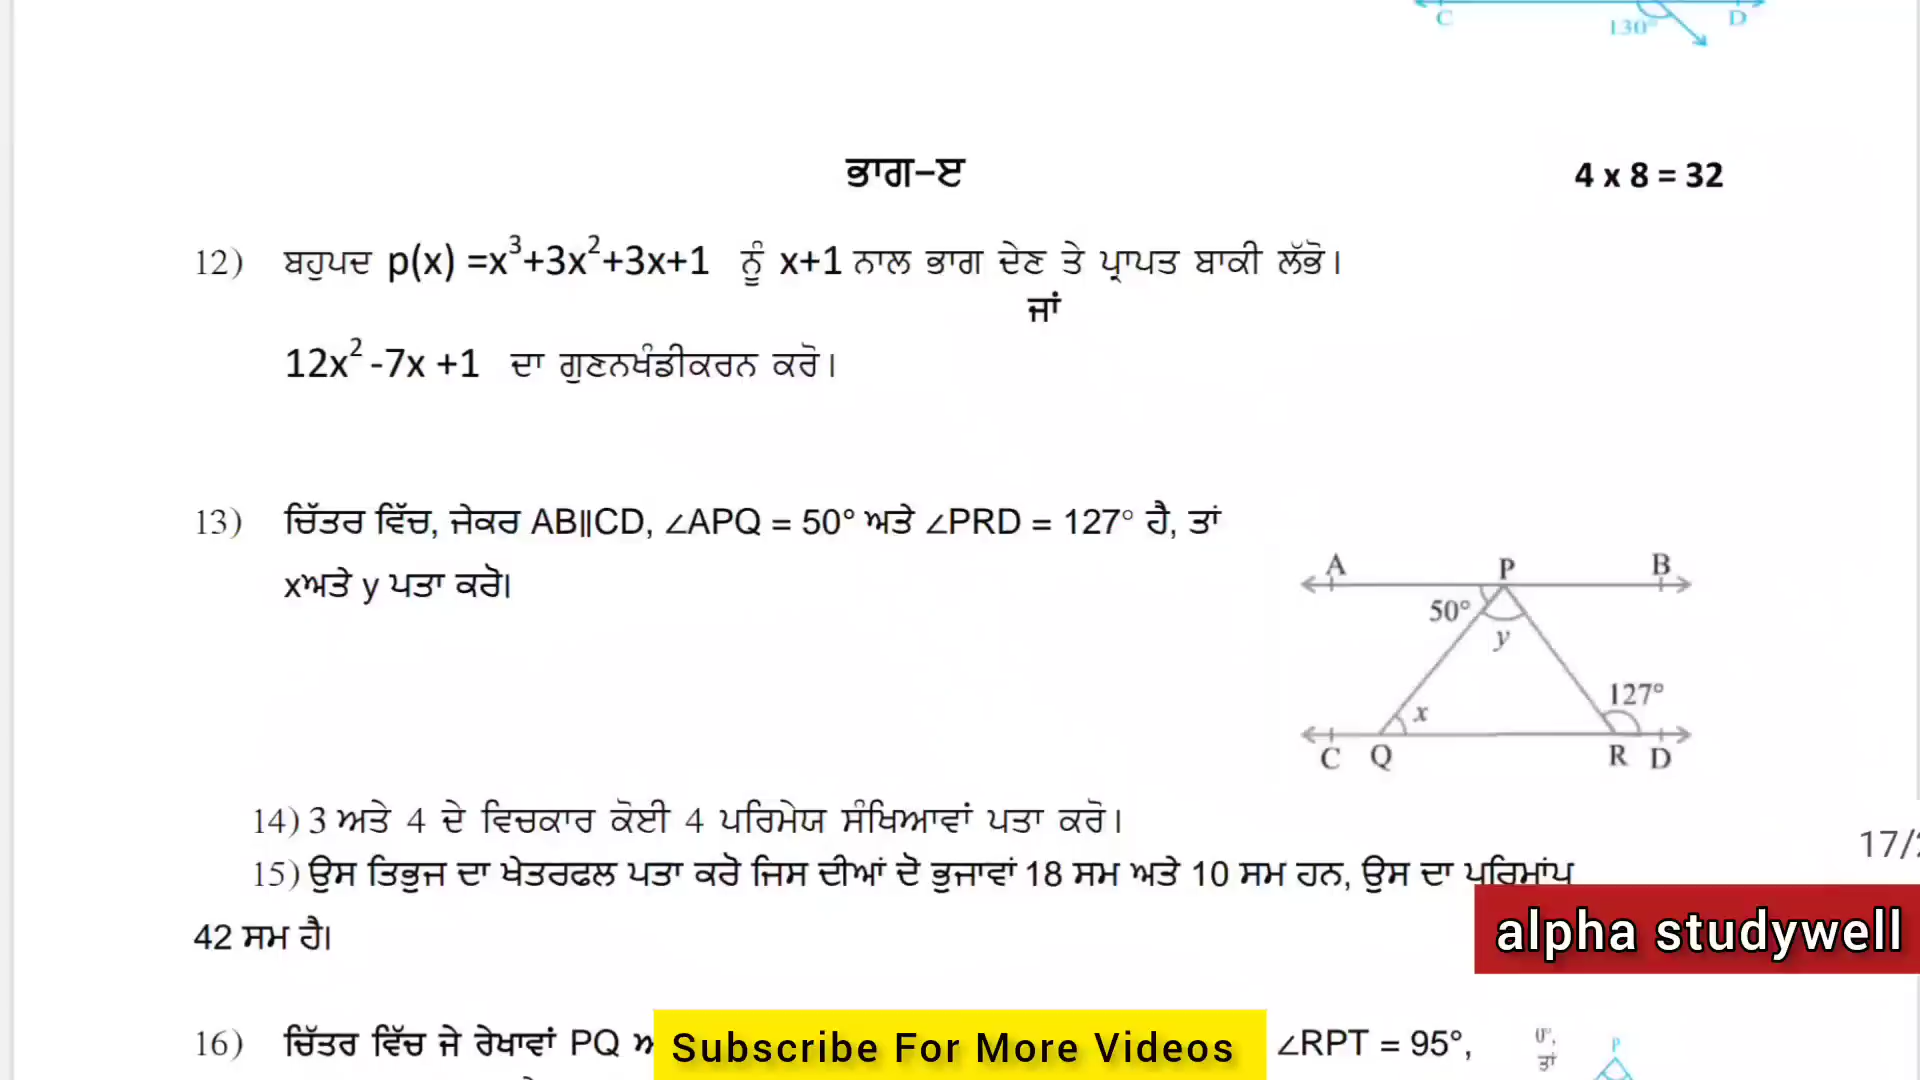 C 130° D
ਭਾਗ–ੲ 4 x 8 = 32
12) ਬਹੁਪਦ p(x) =x³+3x²+3x+1 ਨੂੰ x+1 ਨਾਲ ਭਾਗ ਦੇਣ ਤੇ ਪ੍ਰਾਪਤ ਬਾਕੀ ਲੱਭੋ।
ਜਾਂ
12x² -7x +1 ਦਾ ਗੁਣਨਖੰਡੀਕਰਨ ਕਰੋ।
13) ਚਿੱਤਰ ਵਿੱਚ, ਜੇਕਰ AB||CD, ∠APQ = 50° ਅਤੇ ∠PRD = 127° ਹੈ, ਤਾਂ
xਅਤੇ y ਪਤਾ ਕਰੋ।
A P B
50°
y
127°
x
C Q R D
14) 3 ਅਤੇ 4 ਦੇ ਵਿਚਕਾਰ ਕੋਈ 4 ਪਰਿਮੇਯ ਸੰਖਿਆਵਾਂ ਪਤਾ ਕਰੋ।
17/2
15) ਉਸ ਤਿਭੁਜ ਦਾ ਖੇਤਰਫਲ ਪਤਾ ਕਰੋ ਜਿਸ ਦੀਆਂ ਦੋ ਭੁਜਾਵਾਂ 18 ਸਮ ਅਤੇ 10 ਸਮ ਹਨ, ਉਸ ਦਾ ਪਰਿਮਾਂਪ
42 ਸਮ ਹੈ।
alpha studywell
16) ਚਿੱਤਰ ਵਿੱਚ ਜੇ ਰੇਖਾਵਾਂ PQ ∠RPT = 95°,
0°,
ਤਾਂ
P
Subscribe For More Videos